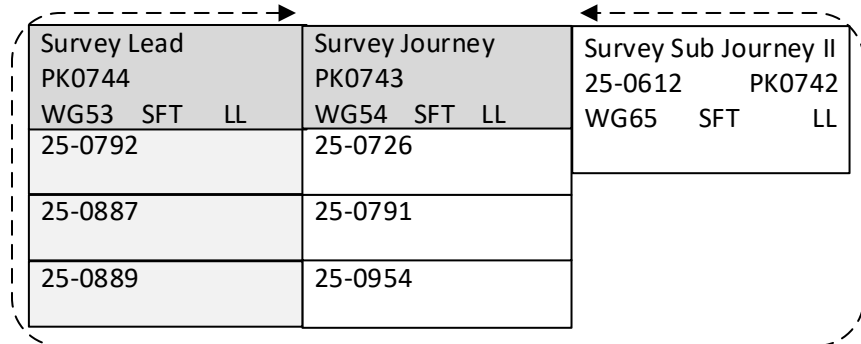 Survey Lead
PK0744
WG53 SFT LL
25-0792
25-0887
25-0889
Survey Journey
PK0743
WG54 SFT LL
25-0726
25-0791
25-0954
Survey Sub Journey II
25-0612 PK0742
WG65 SFT LL